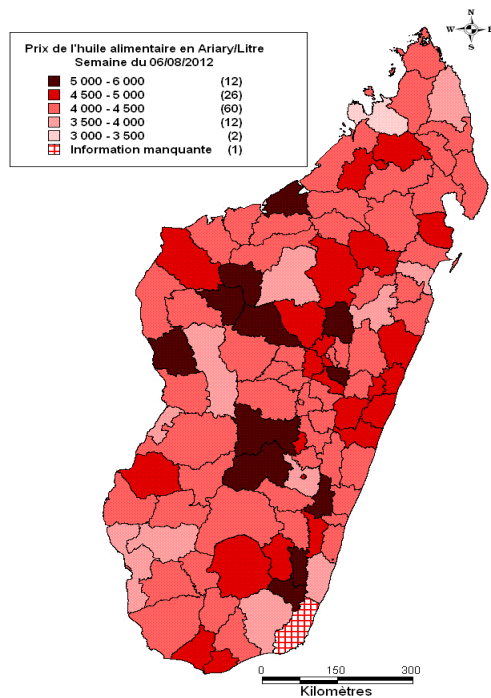 N
W E
S
Prix de l'huile alimentaire en Ariary/Litre
Semaine du 06/08/2012
5 000 - 6 000 (12)
4 500 - 5 000 (26)
4 000 - 4 500 (60)
3 500 - 4 000 (12)
3 000 - 3 500 (2)
Information manquante (1)
0 150 300
Kilomètres